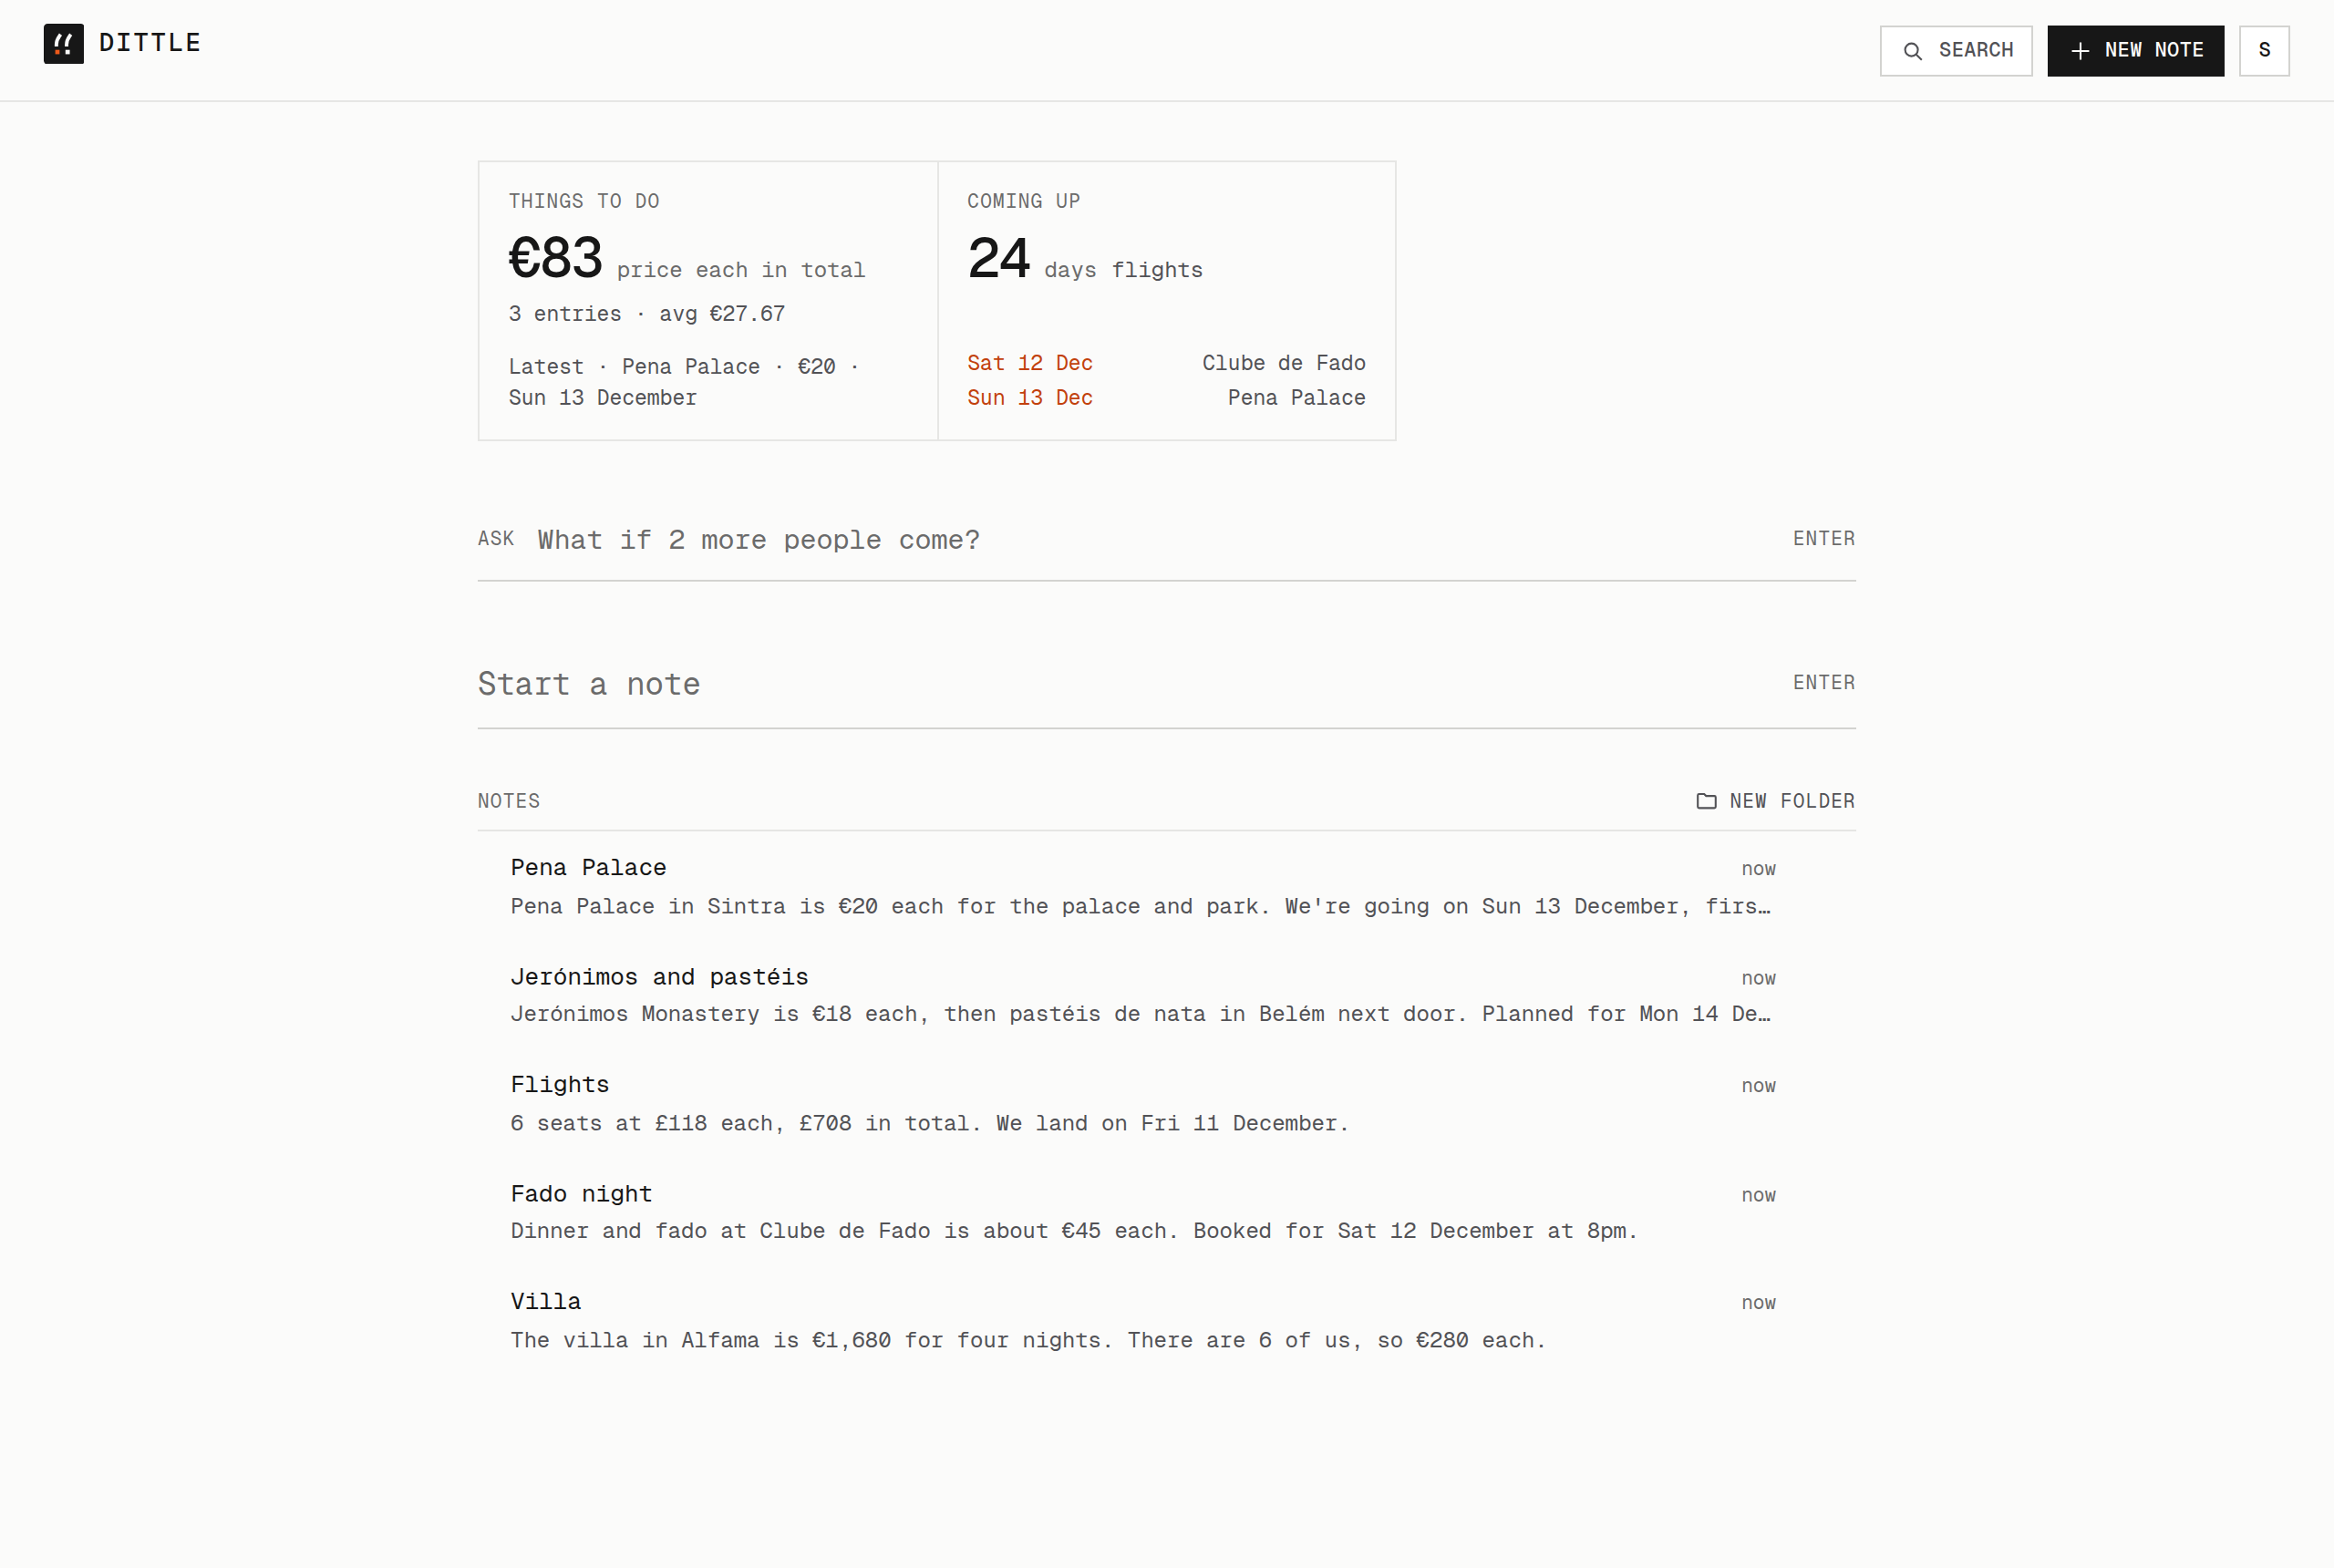 DITTLE
SEARCH
NEW NOTE
S
THINGS TO DO
€83 price each in total
3 entries · avg €27.67
Latest · Pena Palace · €20 ·
Sun 13 December
COMING UP
24 days flights
Sat 12 Dec Clube de Fado
Sun 13 Dec Pena Palace
ASK What if 2 more people come? ENTER
Start a note ENTER
NOTES NEW FOLDER
Pena Palace now
Pena Palace in Sintra is €20 each for the palace and park. We're going on Sun 13 December, firs…
Jerónimos and pastéis now
Jerónimos Monastery is €18 each, then pastéis de nata in Belém next door. Planned for Mon 14 De…
Flights now
6 seats at £118 each, £708 in total. We land on Fri 11 December.
Fado night now
Dinner and fado at Clube de Fado is about €45 each. Booked for Sat 12 December at 8pm.
Villa now
The villa in Alfama is €1,680 for four nights. There are 6 of us, so €280 each.